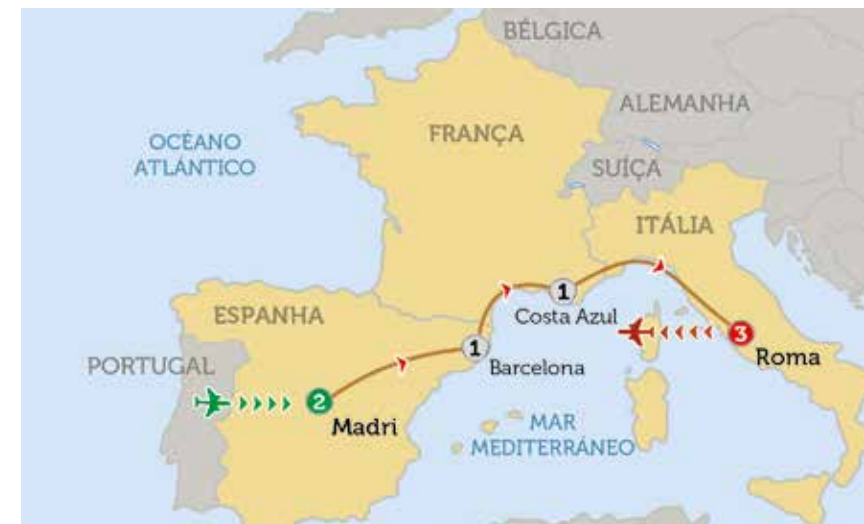 BÉLGICA
ALEMANHA
OCÉANO
ATLÁNTICO
FRANÇA
SUÍÇA
ITÁLIA
ESPANHA
1
Costa Azul
3
Roma
PORTUGAL
1
Barcelona
2
Madri
MAR
MEDITERRÁNEO